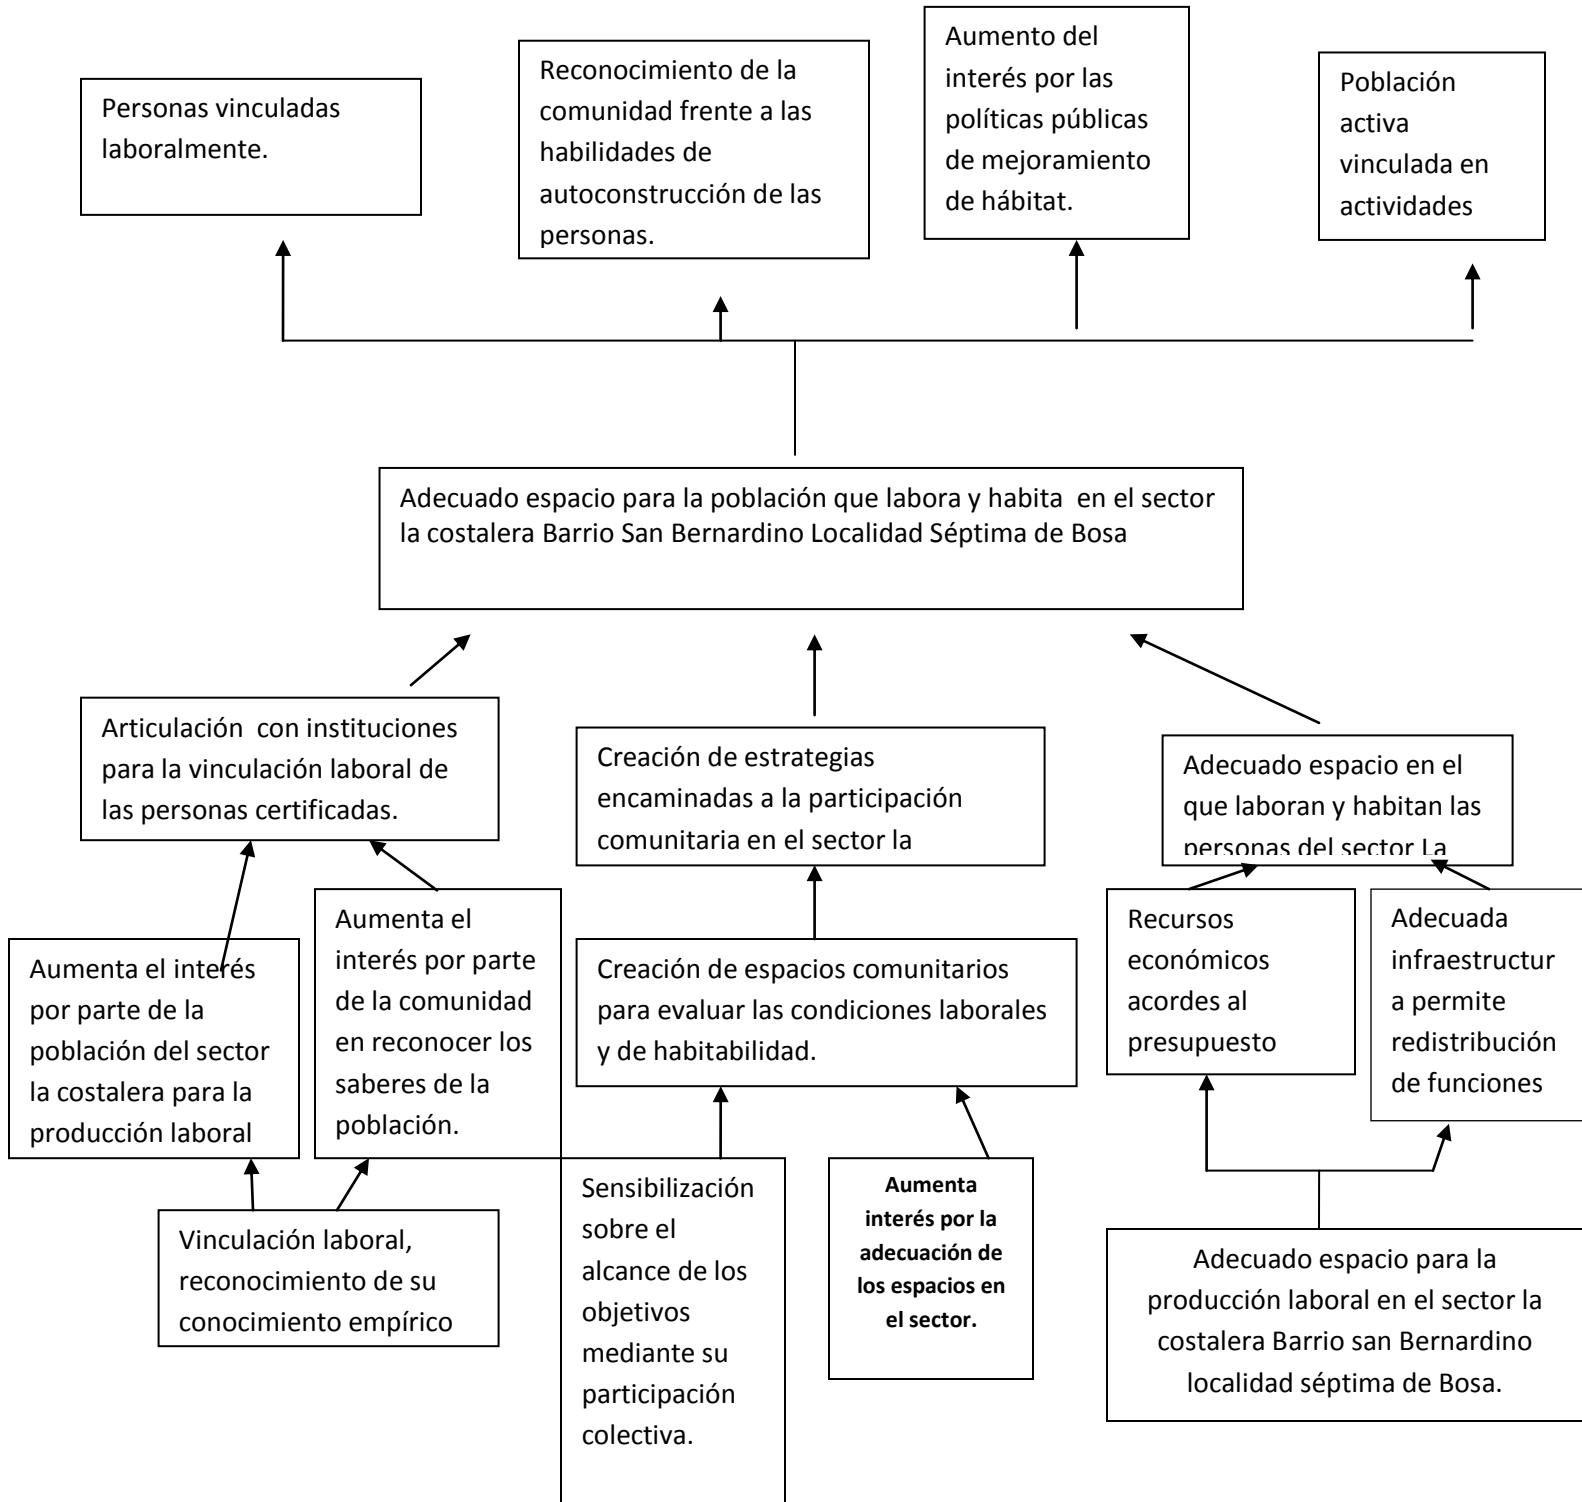 Personas vinculadas
laboralmente.
Reconocimiento de la
comunidad frente a las
habilidades de
autoconstrucción de las
personas.
Aumento del
interés por las
políticas públicas
de mejoramiento
de hábitat.
Población
activa
vinculada en
actividades
Adecuado espacio para la población que labora y habita  en el sector
la costalera Barrio San Bernardino Localidad Séptima de Bosa
Articulación  con instituciones
para la vinculación laboral de
las personas certificadas.
Creación de estrategias
encaminadas a la participación
comunitaria en el sector la
Adecuado espacio en el
que laboran y habitan las
personas del sector La
Aumenta el interés
por parte de la
población del sector
la costalera para la
producción laboral
Aumenta el
interés por parte
de la comunidad
en reconocer los
saberes de la
población.
Creación de espacios comunitarios
para evaluar las condiciones laborales
y de habitabilidad.
Recursos
económicos
acordes al
presupuesto
Adecuada
infraestructur
a permite
redistribución
de funciones
Vinculación laboral,
reconocimiento de su
conocimiento empírico
Sensibilización
sobre el
alcance de los
objetivos
mediante su
participación
colectiva.
Aumenta
interés por la
adecuación de
los espacios en
el sector.
Adecuado espacio para la
producción laboral en el sector la
costalera Barrio san Bernardino
localidad séptima de Bosa.